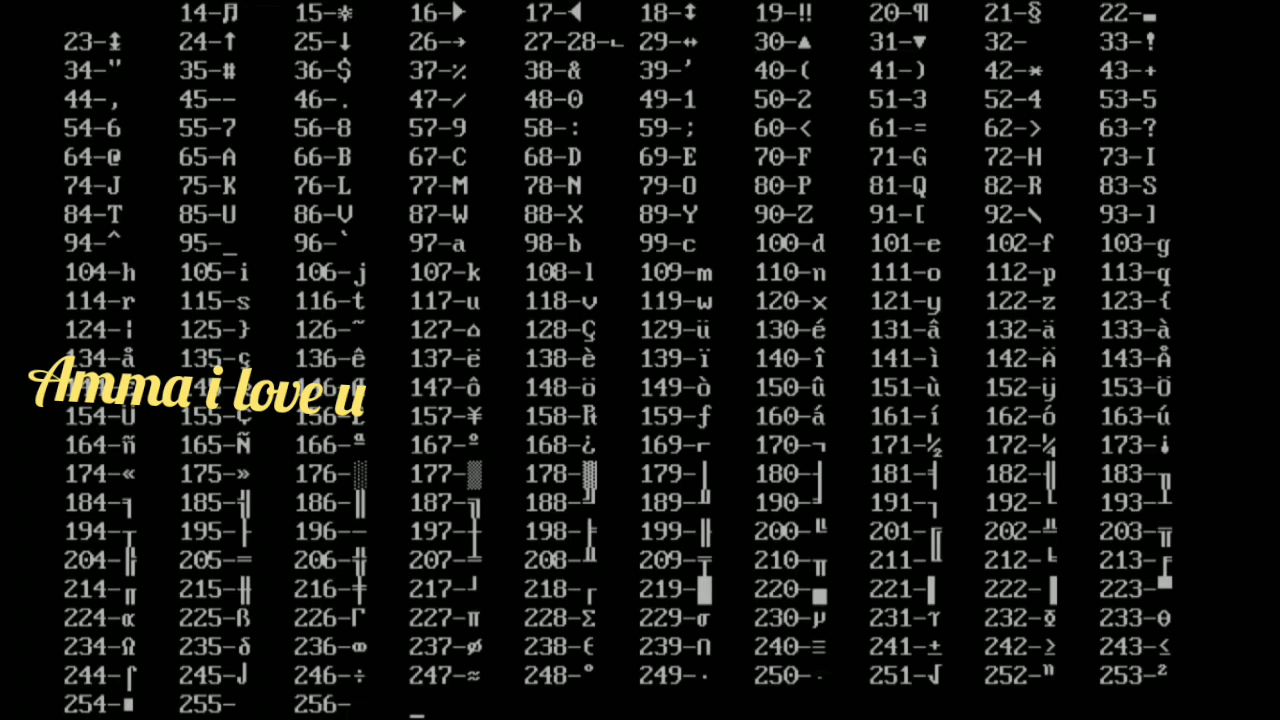 14-♫ 15-☼ 16-► 17-◄ 18-↕ 19-‼ 20-¶ 21-§ 22-▬
23-↨ 24-↑ 25-↓ 26-→ 27-28-∟ 29-↔ 30-▲ 31-▼ 32- 33-!
34-" 35-# 36-$ 37-% 38-& 39-' 40-( 41-) 42-* 43-+
44-, 45-- 46-. 47-/ 48-0 49-1 50-2 51-3 52-4 53-5
54-6 55-7 56-8 57-9 58-: 59-; 60-< 61-= 62-> 63-?
64-@ 65-A 66-B 67-C 68-D 69-E 70-F 71-G 72-H 73-I
74-J 75-K 76-L 77-M 78-N 79-O 80-P 81-Q 82-R 83-S
84-T 85-U 86-V 87-W 88-X 89-Y 90-Z 91-[ 92-\ 93-]
94-^ 95-_ 96-` 97-a 98-b 99-c 100-d 101-e 102-f 103-g
104-h 105-i 106-j 107-k 108-l 109-m 110-n 111-o 112-p 113-q
114-r 115-s 116-t 117-u 118-v 119-w 120-x 121-y 122-z 123-{
124-¦ 125-} 126-~ 127-⌂ 128-Ç 129-ü 130-é 131-â 132-ä 133-à
134-å 135-ç 136-ê 137-ë 138-è 139-ï 140-î 141-ì 142-Ä 143-Å
Amma i love u
147-ô 148-ö 149-ò 150-û 151-ù 152-ÿ 153-Ö
154-Ü 155-¢ 156-£ 157-¥ 158-₧ 159-ƒ 160-á 161-í 162-ó 163-ú
164-ñ 165-Ñ 166-ª 167-º 168-¿ 169-⌐ 170-¬ 171-½ 172-¼ 173-¡
174-« 175-» 176-░ 177-▒ 178-▓ 179-│ 180-┤ 181-╡ 182-╢ 183-╖
184-╕ 185-╣ 186-║ 187-╗ 188-╝ 189-╜ 190-╛ 191-┐ 192-└ 193-┴
194-┬ 195-├ 196-─ 197-┼ 198-╞ 199-╟ 200-╚ 201-╔ 202-╩ 203-╦
204-╠ 205-═ 206-╬ 207-╧ 208-╨ 209-╤ 210-╥ 211-╙ 212-╘ 213-╒
214-╓ 215-╫ 216-╪ 217-┘ 218-┌ 219-█ 220-▄ 221-▌ 222-▐ 223-▀
224-α 225-ß 226-Γ 227-π 228-Σ 229-σ 230-µ 231-τ 232-Φ 233-Θ
234-Ω 235-δ 236-∞ 237-φ 238-ε 239-∩ 240-≡ 241-± 242-≥ 243-≤
244-⌠ 245-⌡ 246-÷ 247-≈ 248-° 249-∙ 250-· 251-√ 252-ⁿ 253-²
254-■ 255- 256- _